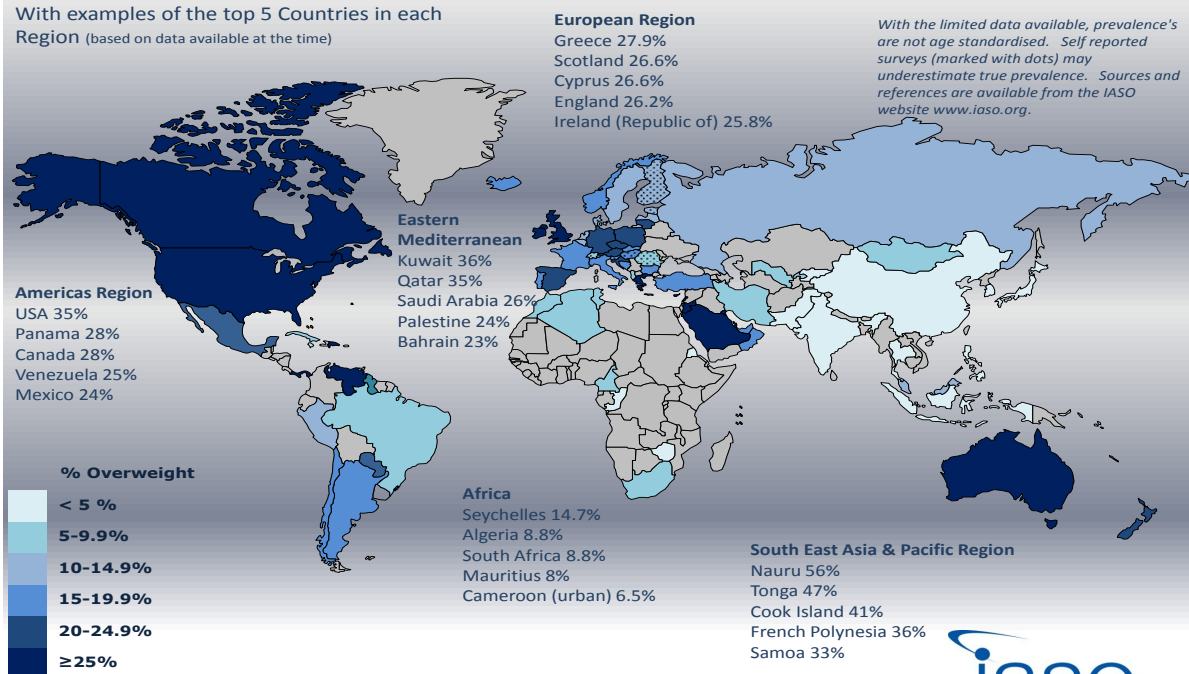 With examples of the top 5 Countries in each
Region (based on data available at the time)
European Region
Greece 27.9%
Scotland 26.6%
Cyprus 26.6%
England 26.2%
Ireland (Republic of) 25.8%
With the limited data available, prevalence's
are not age standardised. Self reported
surveys (marked with dots) may
underestimate true prevalence. Sources and
references are available from the IASO
website www.iaso.org.
Eastern
Mediterranean
Kuwait 36%
Qatar 35%
Saudi Arabia 26%
Palestine 24%
Bahrain 23%
Americas Region
USA 35%
Panama 28%
Canada 28%
Venezuela 25%
Mexico 24%
% Overweight
< 5 %
5-9.9%
10-14.9%
15-19.9%
20-24.9%
≥25%
Africa
Seychelles 14.7%
Algeria 8.8%
South Africa 8.8%
Mauritius 8%
Cameroon (urban) 6.5%
South East Asia & Pacific Region
Nauru 56%
Tonga 47%
Cook Island 41%
French Polynesia 36%
Samoa 33%
iaso